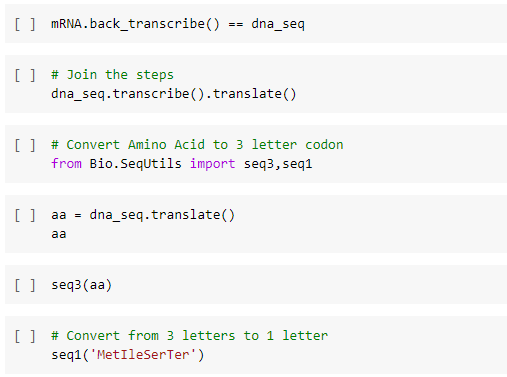 [ ] mRNA.back_transcribe() == dna_seq
[ ] # Join the steps
dna_seq.transcribe().translate()
[ ] # Convert Amino Acid to 3 letter codon
from Bio.SeqUtils import seq3,seq1
[ ] aa = dna_seq.translate()
aa
[ ] seq3(aa)
[ ] # Convert from 3 letters to 1 letter
seq1('MetIleSerTer')